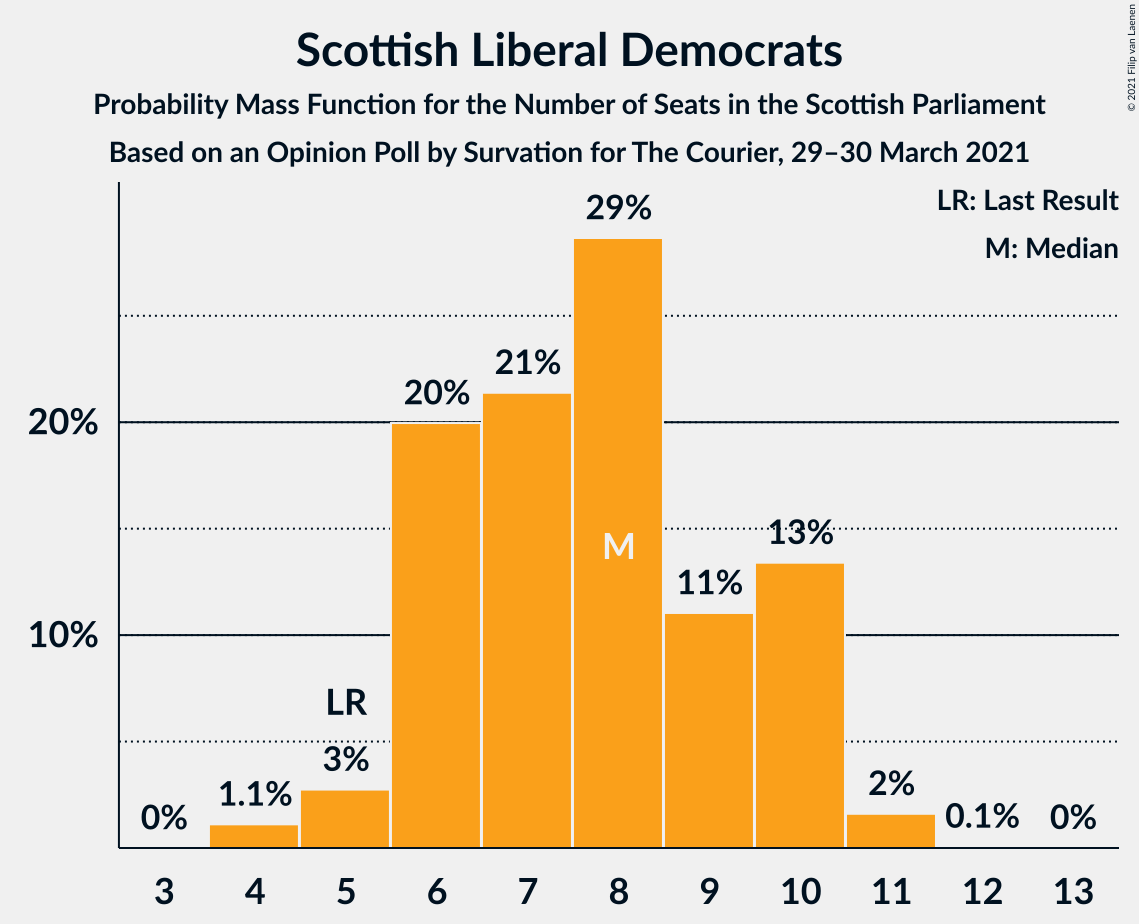 © 2021 Filip van Laenen
Scottish Liberal Democrats
Probability Mass Function for the Number of Seats in the Scottish Parliament
Based on an Opinion Poll by Survation for The Courier, 29–30 March 2021
LR: Last Result
M: Median
20%
10%
0%
1.1%
LR
3%
20%
21%
29%
M
11%
13%
2%
0.1%
0%
3 4 5 6 7 8 9 10 11 12 13